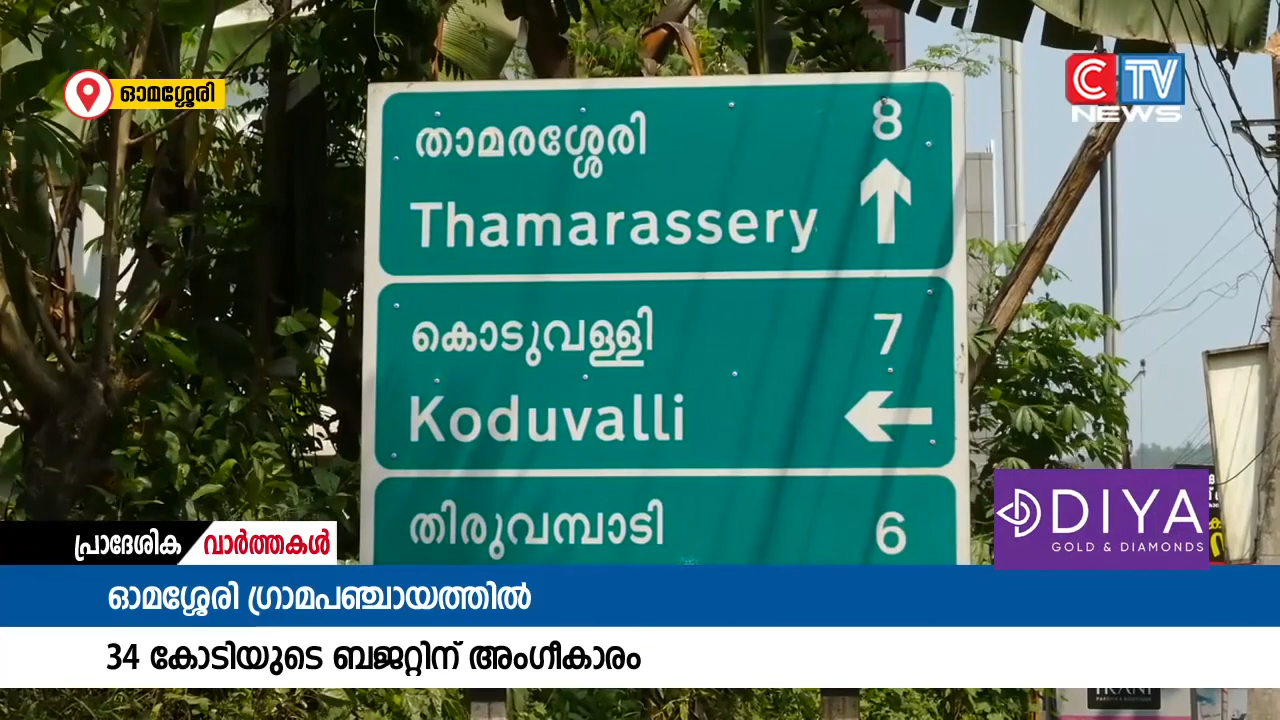 ഓമശ്ശേരി
CTV
NEWS
താമരശ്ശേരി
8
Thamarassery
കൊടുവള്ളി
7
Koduvalli
തിരുവമ്പാടി
6
DIYA
GOLD & DIAMONDS
പ്രാദേശിക വാർത്തകൾ
ഓമശ്ശേരി ഗ്രാമപഞ്ചായത്തിൽ
34 കോടിയുടെ ബജറ്റിന് അംഗീകാരം